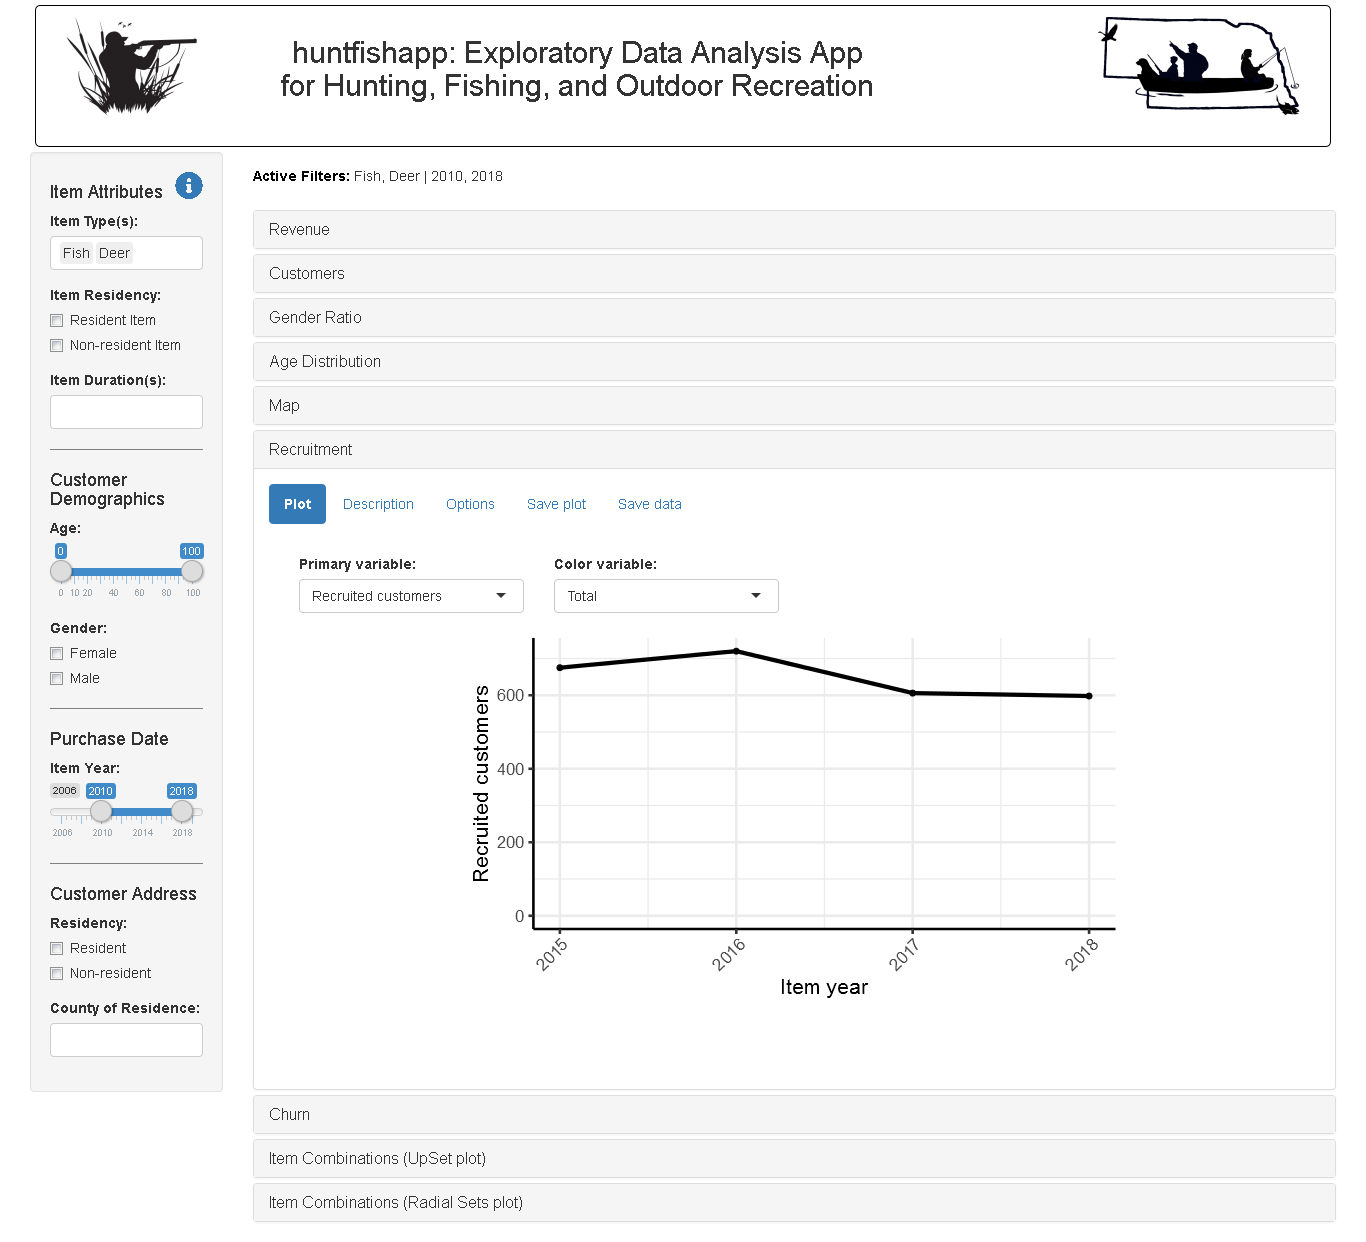 huntfishapp: Exploratory Data Analysis App
for Hunting, Fishing, and Outdoor Recreation
Item Attributes
Item Type(s):
Fish Deer
Item Residency:
Resident Item
Non-resident Item
Item Duration(s):
Customer
Demographics
Age:
0 100
0 10 20 40 60 80 100
Gender:
Female
Male
Purchase Date
Item Year:
2006 2010 2018
2006 2010 2014 2018
Customer Address
Residency:
Resident
Non-resident
County of Residence:
Active Filters: Fish, Deer | 2010, 2018
Revenue
Customers
Gender Ratio
Age Distribution
Map
Recruitment
Plot Description Options Save plot Save data
Primary variable: Color variable:
Recruited customers Total
Recruited customers
600
400
200
0
2015 2016 2017 2018
Item year
Churn
Item Combinations (UpSet plot)
Item Combinations (Radial Sets plot)